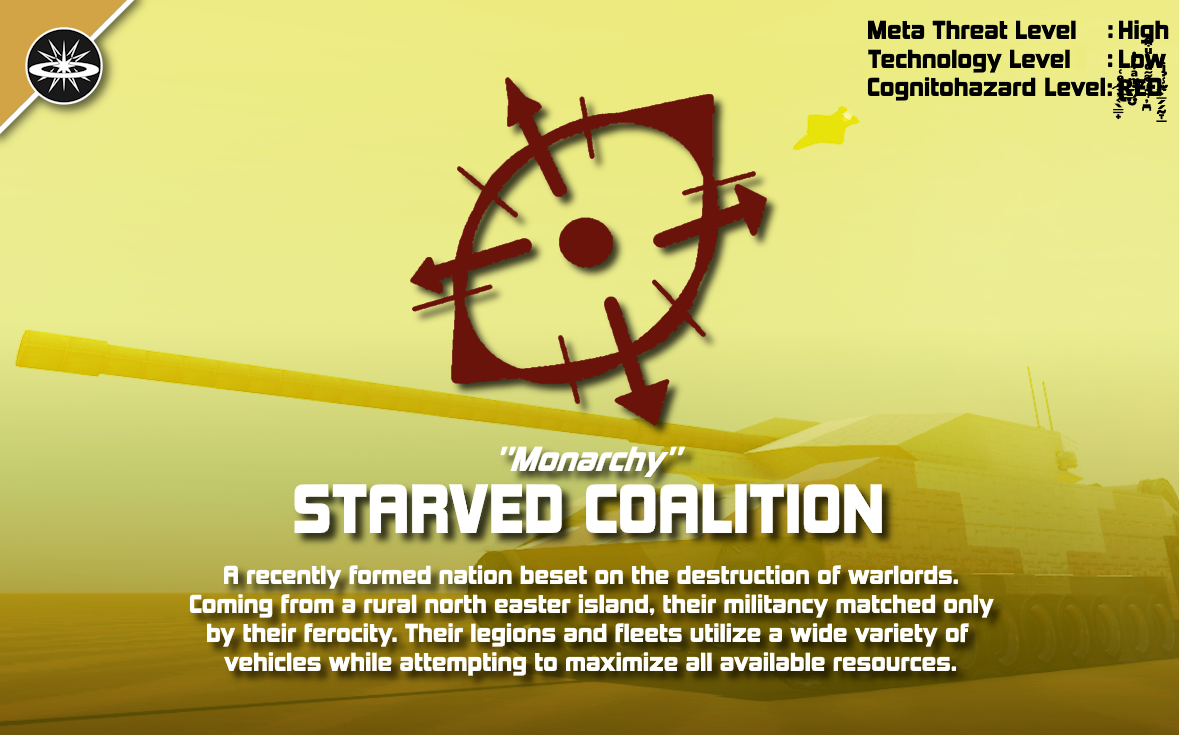 Meta Threat Level : High
Technology Level : Low
Cognitohazard Level:
"Monarchy"
STARVED COALITION
A recently formed nation beset on the destruction of warlords.
Coming from a rural north easter island, their militancy matched only
by their ferocity. Their legions and fleets utilize a wide variety of
vehicles while attempting to maximize all available resources.